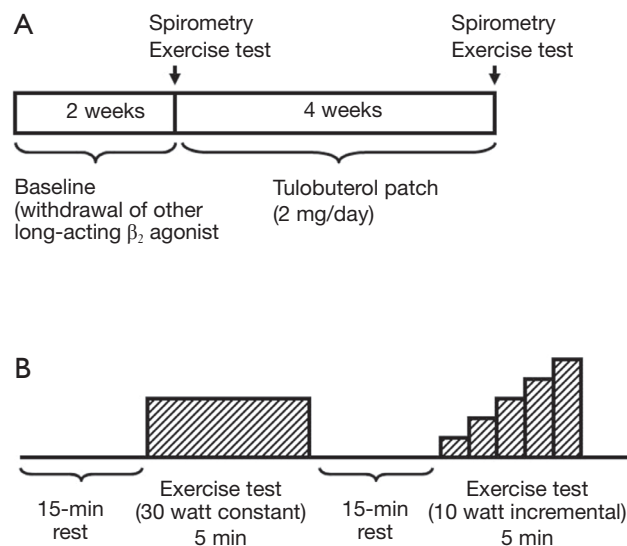 A
Spirometry
Exercise test
Spirometry
Exercise test
2 weeks
4 weeks
Baseline
(withdrawal of other
long-acting β₂ agonist
Tulobuterol patch
(2 mg/day)
B
15-min
rest
Exercise test
(30 watt constant)
5 min
15-min
rest
Exercise test
(10 watt incremental)
5 min